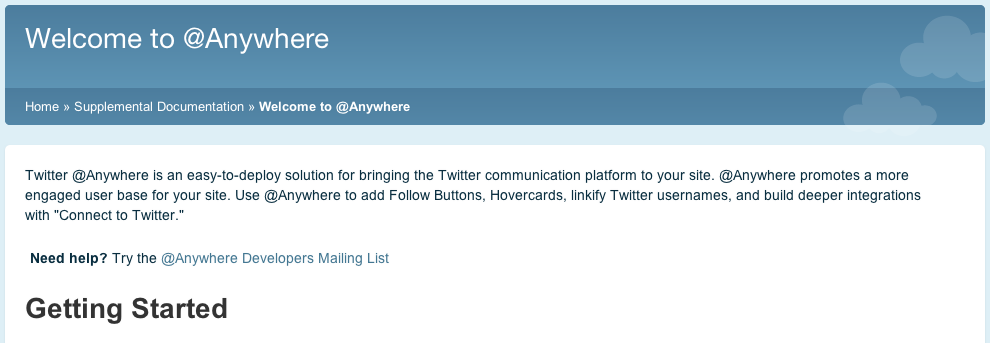 Welcome to @Anywhere
Home » Supplemental Documentation » Welcome to @Anywhere
Twitter @Anywhere is an easy-to-deploy solution for bringing the Twitter communication platform to your site. @Anywhere promotes a more
engaged user base for your site. Use @Anywhere to add Follow Buttons, Hovercards, linkify Twitter usernames, and build deeper integrations
with "Connect to Twitter."
Need help? Try the @Anywhere Developers Mailing List
Getting Started